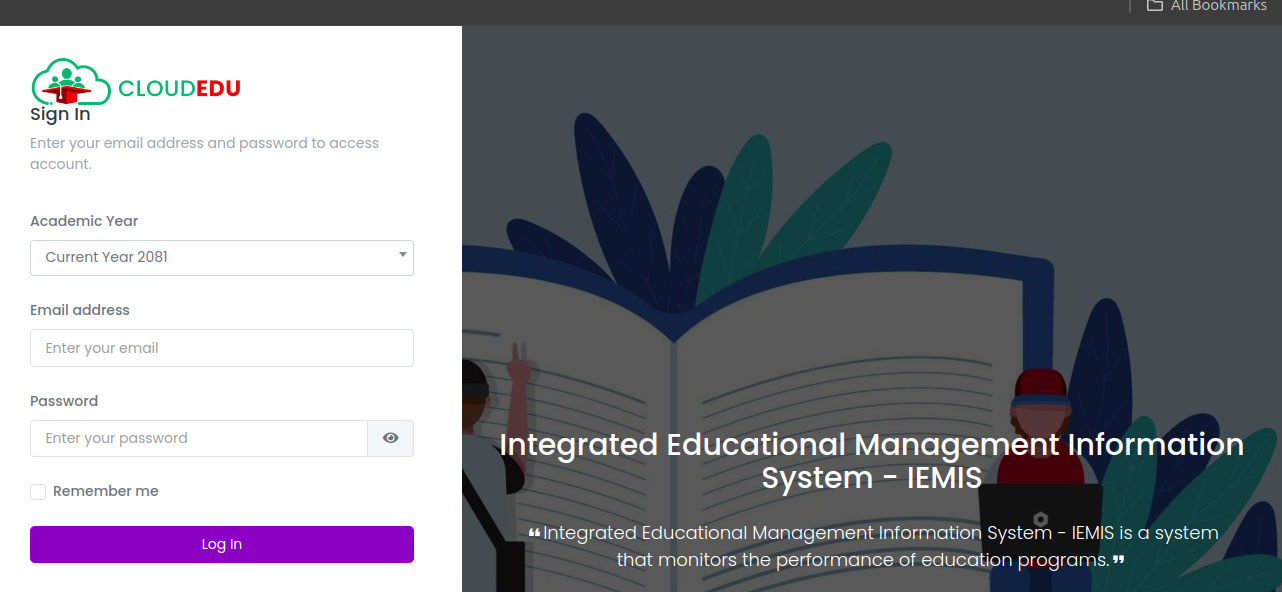 All Bookmarks
CLOUDEDU
Sign In
Enter your email address and password to access
account.
Academic Year
Current Year 2081
Email address
Enter your email
Password
Enter your password
Remember me
Log In
Integrated Educational Management Information
System - IEMIS
❝Integrated Educational Management Information System - IEMIS is a system
that monitors the performance of education programs.❞